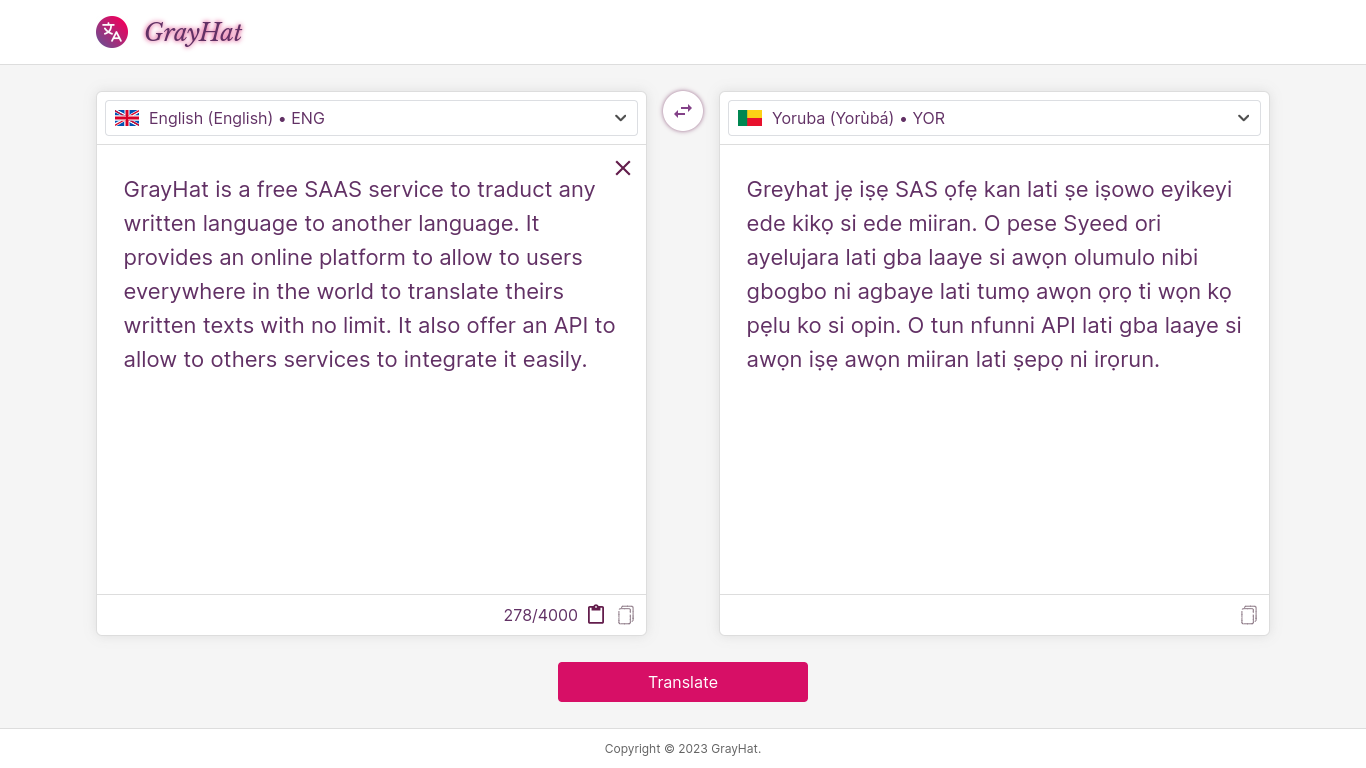 GrayHat
English (English) • ENG
Yoruba (Yorùbá) • YOR
GrayHat is a free SAAS service to traduct any
written language to another language. It
provides an online platform to allow to users
everywhere in the world to translate theirs
written texts with no limit. It also offer an API to
allow to others services to integrate it easily.
Greyhat jẹ iṣẹ SAS ọfẹ kan lati ṣe iṣowo eyikeyi
ede kikọ si ede miiran. O pese Syeed ori
ayelujara lati gba laaye si awọn olumulo nibi
gbogbo ni agbaye lati tumọ awọn ọrọ ti wọn kọ
pẹlu ko si opin. O tun nfunni API lati gba laaye si
awọn iṣẹ awọn miiran lati ṣepọ ni irọrun.
278/4000
Translate
Copyright © 2023 GrayHat.